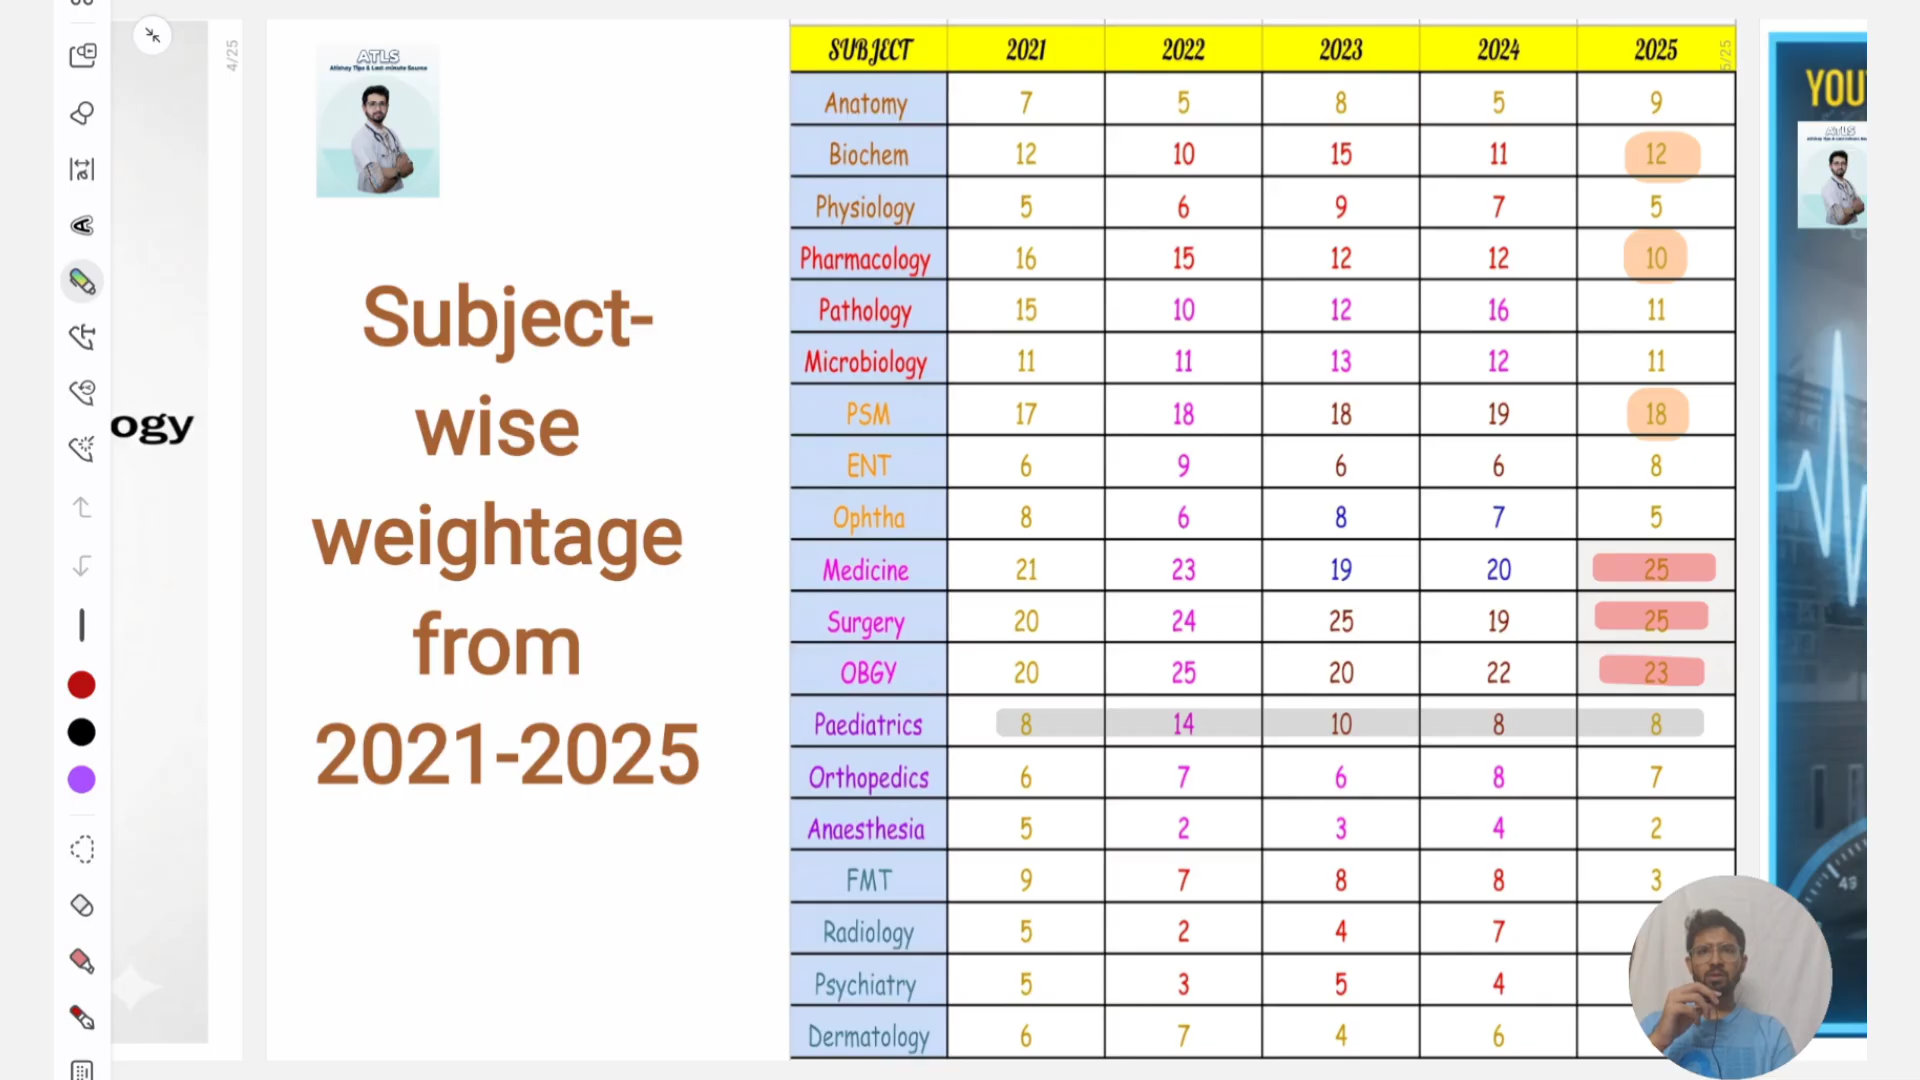 4/25
ogy
ATLS
Subject-
wise
weightage
from
2021-2025
SUBJECT 2021 2022 2023 2024 2025
5/25
Anatomy 7 5 8 5 9
Biochem 12 10 15 11 12
Physiology 5 6 9 7 5
Pharmacology 16 15 12 12 10
Pathology 15 10 12 16 11
Microbiology 11 11 13 12 11
PSM 17 18 18 19 18
ENT 6 9 6 6 8
Ophtha 8 6 8 7 5
Medicine 21 23 19 20 25
Surgery 20 24 25 19 25
OBGY 20 25 20 22 23
Paediatrics 8 14 10 8 8
Orthopedics 6 7 6 8 7
Anaesthesia 5 2 3 4 2
FMT 9 7 8 8 3
Radiology 5 2 4 7
Psychiatry 5 3 5 4
Dermatology 6 7 4 6
YOU
ATLS